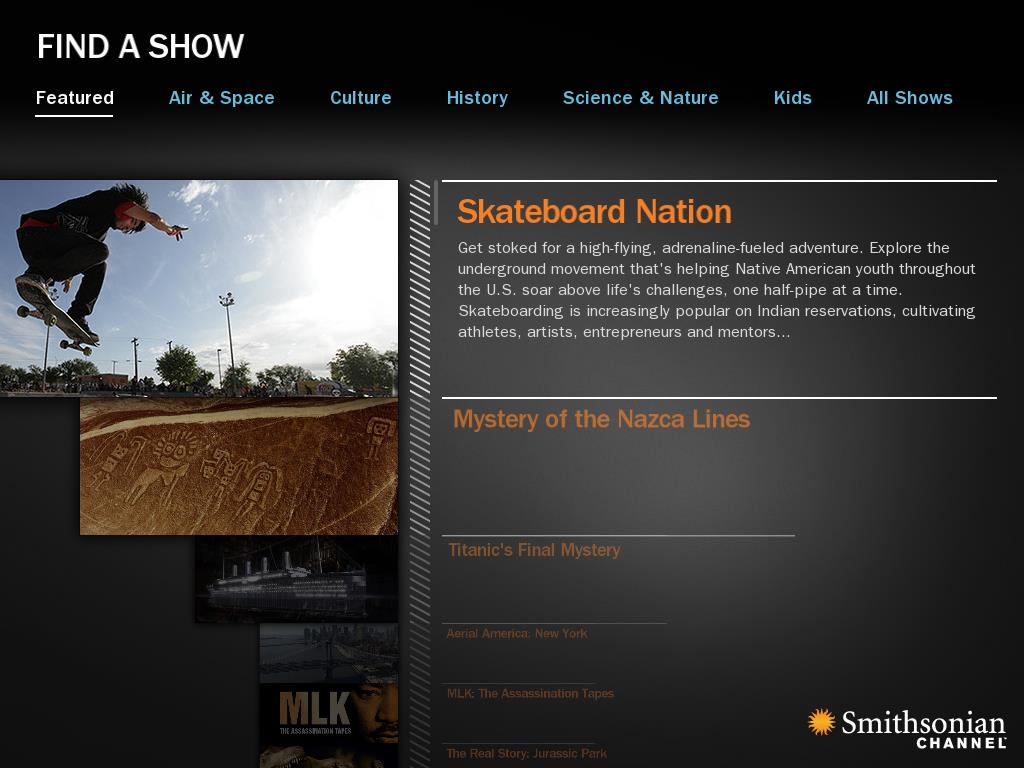 FIND A SHOW
Featured Air & Space Culture History Science & Nature Kids All Shows
Skateboard Nation
Get stoked for a high-flying, adrenaline-fueled adventure. Explore the
underground movement that's helping Native American youth throughout
the U.S. soar above life's challenges, one half-pipe at a time.
Skateboarding is increasingly popular on Indian reservations, cultivating
athletes, artists, entrepreneurs and mentors...
Mystery of the Nazca Lines
Titanic's Final Mystery
Aerial America: New York
MLK: The Assassination Tapes
MLK
THE ASSASSINATION TAPES
The Real Story: Jurassic Park
Smithsonian
CHANNEL